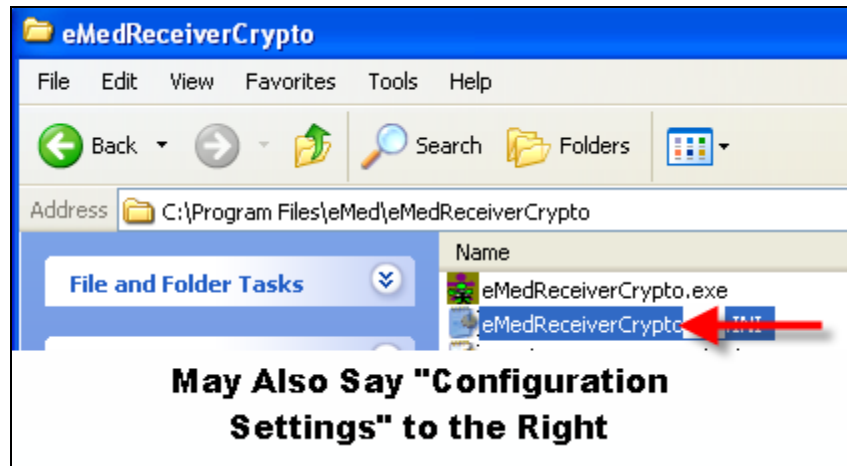 eMedReceiverCrypto
File Edit View Favorites Tools Help
Back Search Folders
Address C:\Program Files\eMed\eMedReceiverCrypto
Name
File and Folder Tasks
eMedReceiverCrypto.exe
eMedReceiverCrypto .INI
May Also Say "Configuration
Settings" to the Right